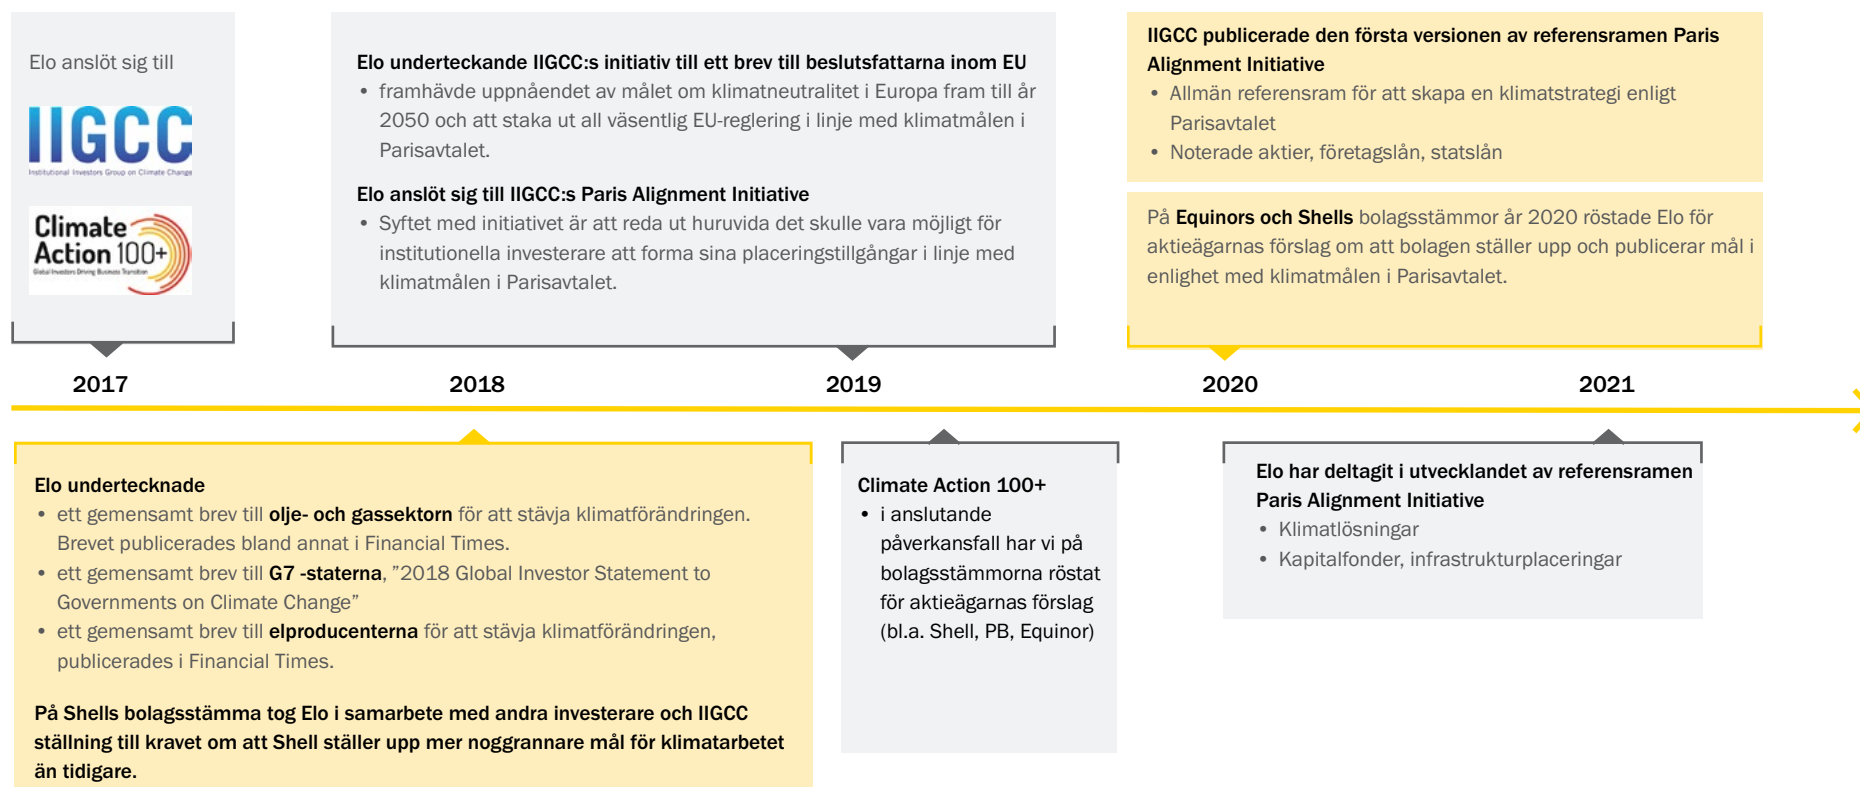 Elo anslöt sig till
IIGCC
Institutional Investors Group on Climate Change
Climate
Action 100+
Global Investors Driving Business Transition
Elo underteckande IIGCC:s initiativ till ett brev till beslutsfattarna inom EU
• framhävde uppnåendet av målet om klimatneutralitet i Europa fram till år
2050 och att staka ut all väsentlig EU-reglering i linje med klimatmålen i
Parisavtalet.
Elo anslöt sig till IIGCC:s Paris Alignment Initiative
• Syftet med initiativet är att reda ut huruvida det skulle vara möjligt för
institutionella investerare att forma sina placeringstillgångar i linje med
klimatmålen i Parisavtalet.
IIGCC publicerade den första versionen av referensramen Paris
Alignment Initiative
• Allmän referensram för att skapa en klimatstrategi enligt
Parisavtalet
• Noterade aktier, företagslån, statslån
På Equinors och Shells bolagsstämmor år 2020 röstade Elo för
aktieägarnas förslag om att bolagen ställer upp och publicerar mål i
enlighet med klimatmålen i Parisavtalet.
2017
2018
2019
2020
2021
Elo undertecknade
• ett gemensamt brev till olje- och gassektorn för att stävja klimatförändringen.
Brevet publicerades bland annat i Financial Times.
• ett gemensamt brev till G7 -staterna, ”2018 Global Investor Statement to
Governments on Climate Change”
• ett gemensamt brev till elproducenterna för att stävja klimatförändringen,
publicerades i Financial Times.
På Shells bolagsstämma tog Elo i samarbete med andra investerare och IIGCC
ställning till kravet om att Shell ställer upp mer noggrannare mål för klimatarbetet
än tidigare.
Climate Action 100+
• i anslutande
påverkansfall har vi på
bolagsstämmorna röstat
för aktieägarnas förslag
(bl.a. Shell, PB, Equinor)
Elo har deltagit i utvecklandet av referensramen
Paris Alignment Initiative
• Klimatlösningar
• Kapitalfonder, infrastrukturplaceringar